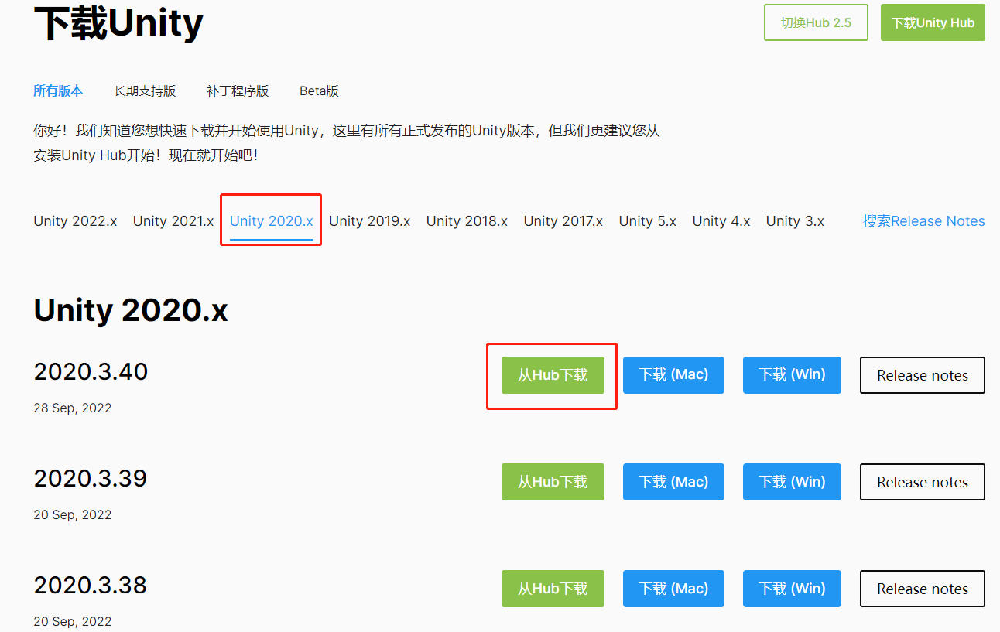 下载Unity
切换Hub 2.5
下载Unity Hub
所有版本 长期支持版 补丁程序版 Beta版
你好！我们知道您想快速下载并开始使用Unity，这里有所有正式发布的Unity版本，但我们更建议您从
安装Unity Hub开始！现在就开始吧！
Unity 2022.x Unity 2021.x Unity 2020.x Unity 2019.x Unity 2018.x Unity 2017.x Unity 5.x Unity 4.x Unity 3.x 搜索Release Notes
Unity 2020.x
2020.3.40 从Hub下载 下载 (Mac) 下载 (Win) Release notes
28 Sep, 2022
2020.3.39 从Hub下载 下载 (Mac) 下载 (Win) Release notes
20 Sep, 2022
2020.3.38 从Hub下载 下载 (Mac) 下载 (Win) Release notes
20 Sep, 2022